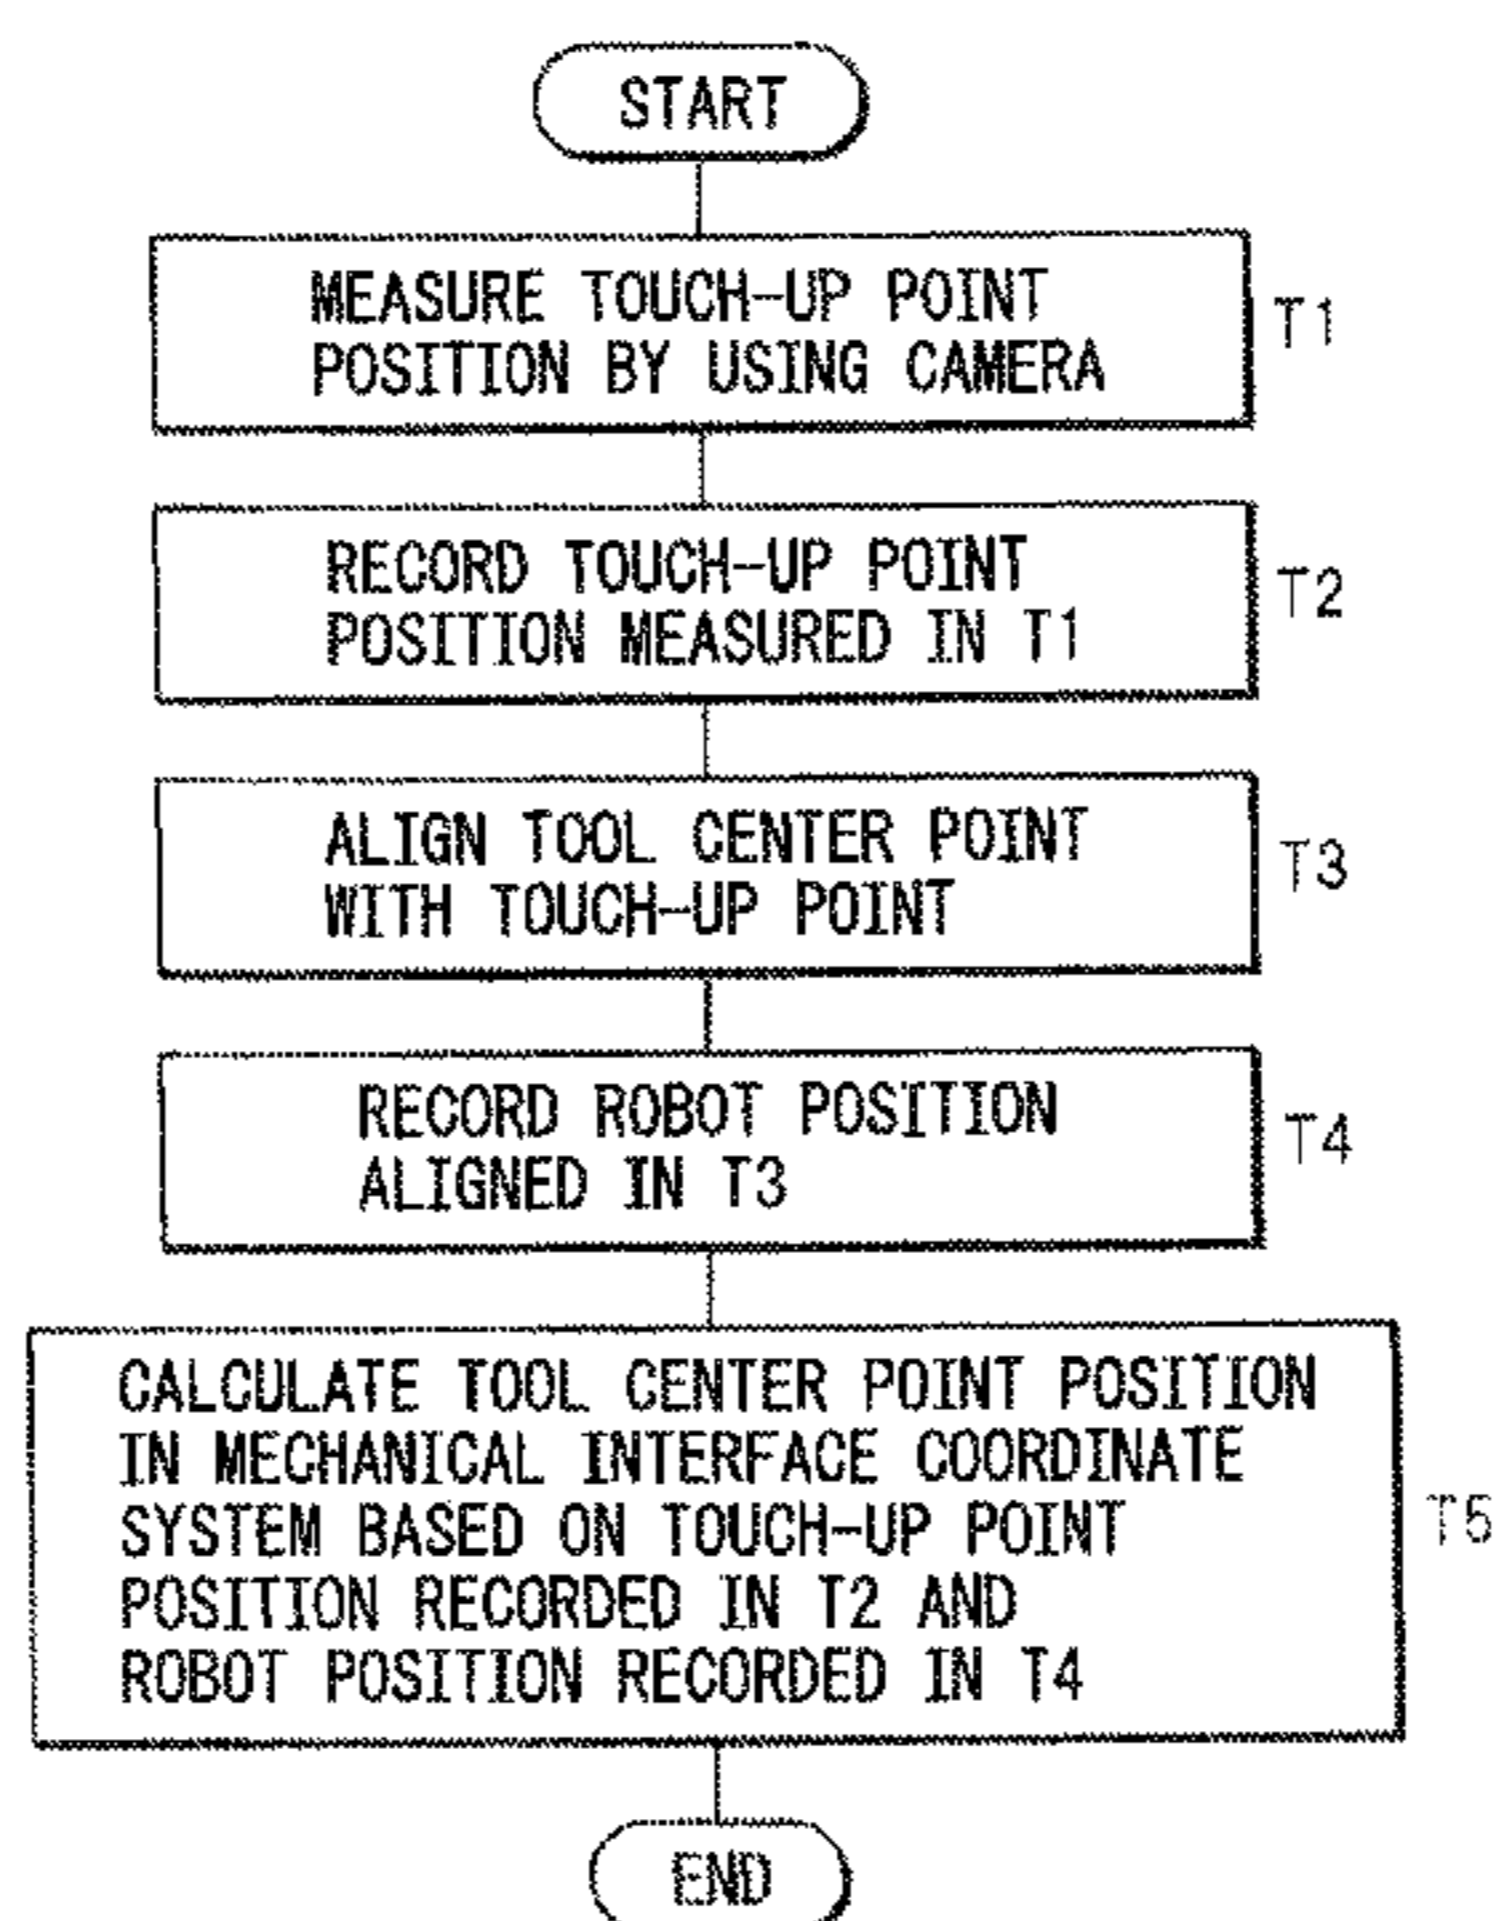 START
MEASURE TOUCH-UP POINT
POSITION BY USING CAMERA
T1
RECORD TOUCH-UP POINT
POSITION MEASURED IN T1
T2
ALIGN TOOL CENTER POINT
WITH TOUCH-UP POINT
T3
RECORD ROBOT POSITION
ALIGNED IN T3
T4
CALCULATE TOOL CENTER POINT POSITION
IN MECHANICAL INTERFACE COORDINATE
SYSTEM BASED ON TOUCH-UP POINT
POSITION RECORDED IN T2 AND
ROBOT POSITION RECORDED IN T4
T5
END